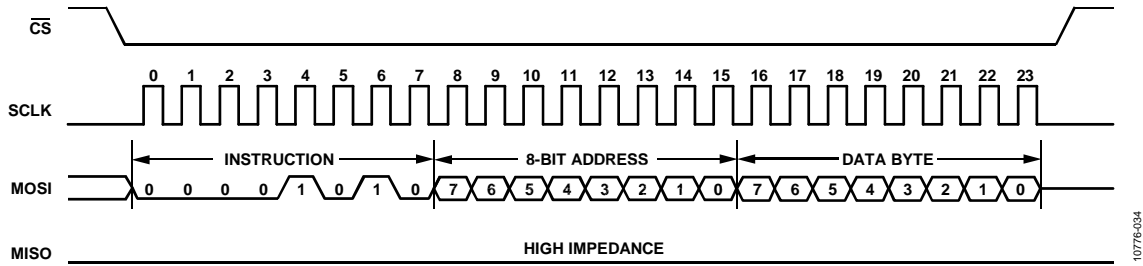 CS
0 1 2 3 4 5 6 7 8 9 10 11 12 13 14 15 16 17 18 19 20 21 22 23
SCLK
INSTRUCTION 8-BIT ADDRESS DATA BYTE
MOSI 0 0 0 0 1 0 1 0 7 6 5 4 3 2 1 0 7 6 5 4 3 2 1 0
MISO HIGH IMPEDANCE
10776-034